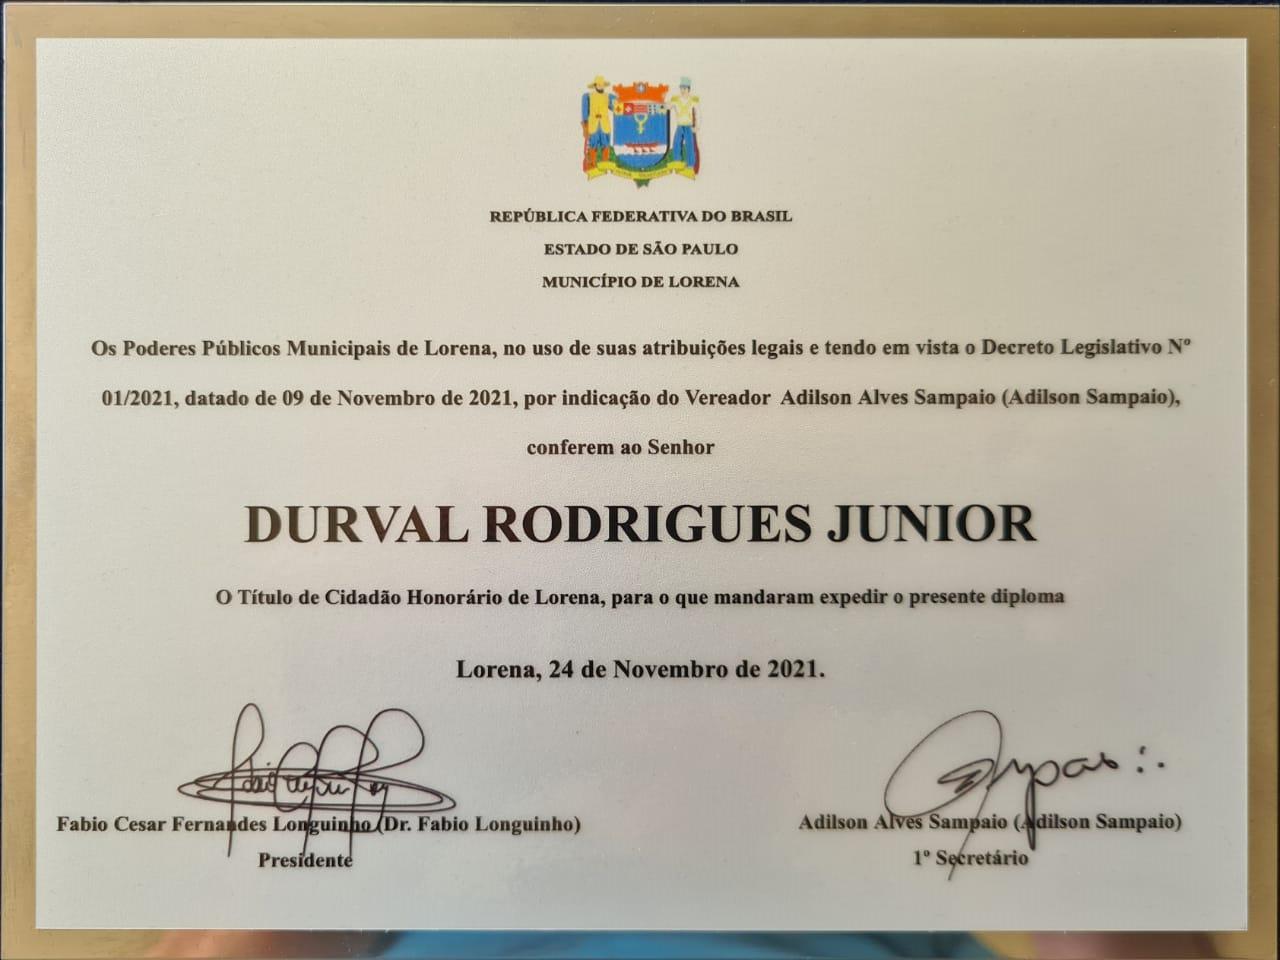 REPÚBLICA FEDERATIVA DO BRASIL
ESTADO DE SÃO PAULO
MUNICÍPIO DE LORENA
Os Poderes Públicos Municipais de Lorena, no uso de suas atribuições legais e tendo em vista o Decreto Legislativo Nº
01/2021, datado de 09 de Novembro de 2021, por indicação do Vereador Adilson Alves Sampaio (Adilson Sampaio),
conferem ao Senhor
DURVAL RODRIGUES JUNIOR
O Título de Cidadão Honorário de Lorena, para o que mandaram expedir o presente diploma
Lorena, 24 de Novembro de 2021.
Fabio Cesar Fernandes Longuinho (Dr. Fabio Longuinho)
Presidente
Adilson Alves Sampaio (Adilson Sampaio)
1º Secretário